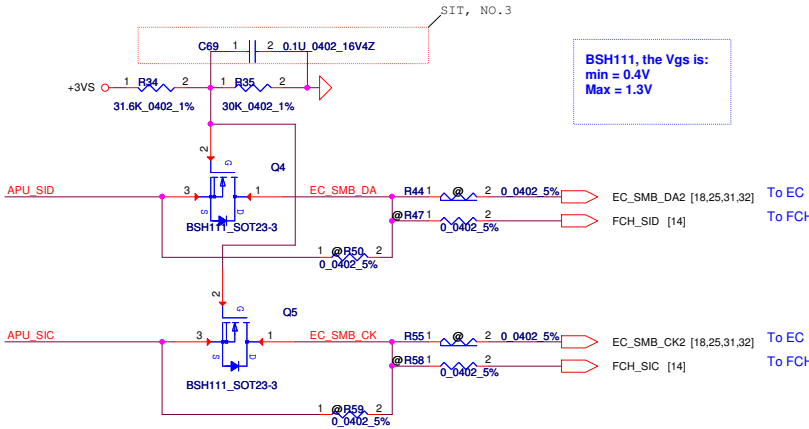 SIT, NO.3
C69 1 2 0.1U_0402_16V4Z
+3VS 1 R34 2 1 R35 2
31.6K_0402_1% 30K_0402_1%
BSH111, the Vgs is:
min = 0.4V
Max = 1.3V
2
G
Q4
APU_SID 3 1 EC_SMB_DA R44 1 @ 2 0_0402_5% EC_SMB_DA2 [18,25,31,32] To EC
S D
BSH111_SOT23-3
@R47 1 2 FCH_SID [14] To FCH
0_0402_5%
1 @R50 2
0_0402_5%
2
G
Q5
APU_SIC 3 1 EC_SMB_CK R55 1 @ 2 0_0402_5% EC_SMB_CK2 [18,25,31,32] To EC
S D
@R58 1 2 FCH_SIC [14] To FCH
0_0402_5%
BSH111_SOT23-3
1 @R59 2
0_0402_5%